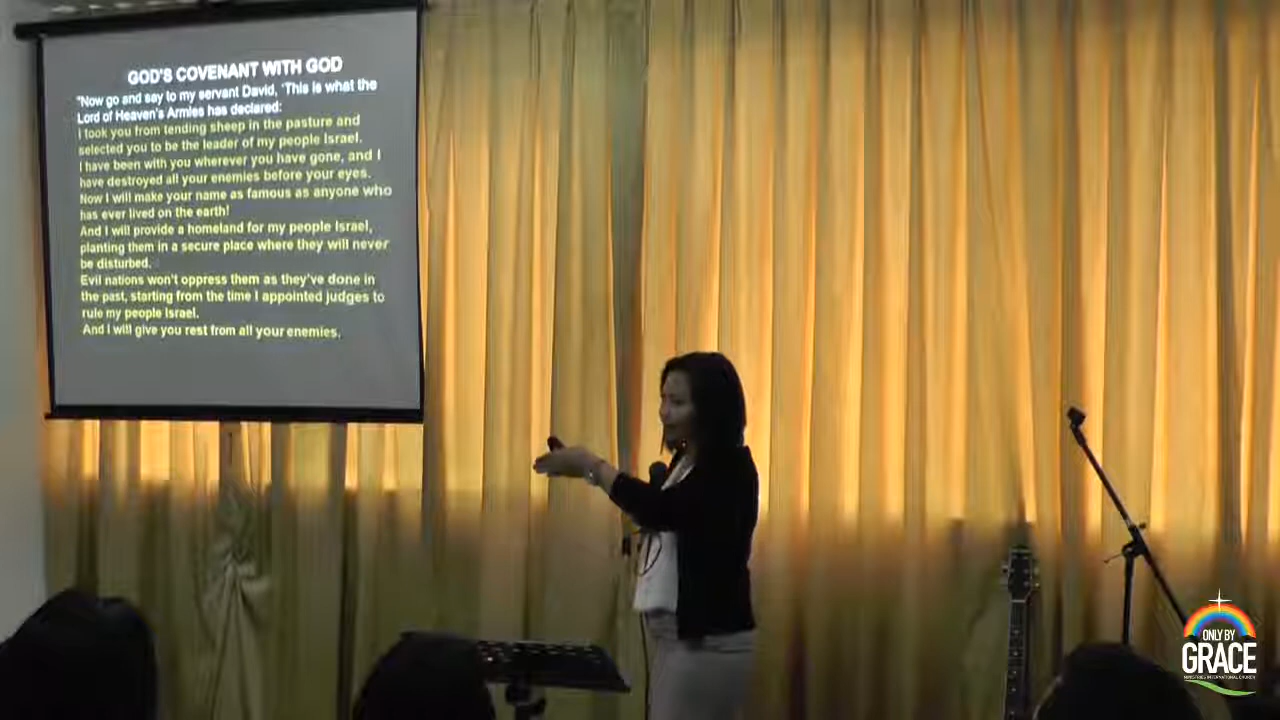 GOD'S COVENANT WITH GOD
"Now go and say to my servant David, 'This is what the
Lord of Heaven's Armies has declared:
I took you from tending sheep in the pasture and
selected you to be the leader of my people Israel.
I have been with you wherever you have gone, and I
have destroyed all your enemies before your eyes.
Now I will make your name as famous as anyone who
has ever lived on the earth!
And I will provide a homeland for my people Israel,
planting them in a secure place where they will never
be disturbed.
Evil nations won't oppress them as they've done in
the past, starting from the time I appointed judges to
rule my people Israel.
And I will give you rest from all your enemies.
ONLY BY
GRACE
MINISTRIES INTERNATIONAL CHURCH